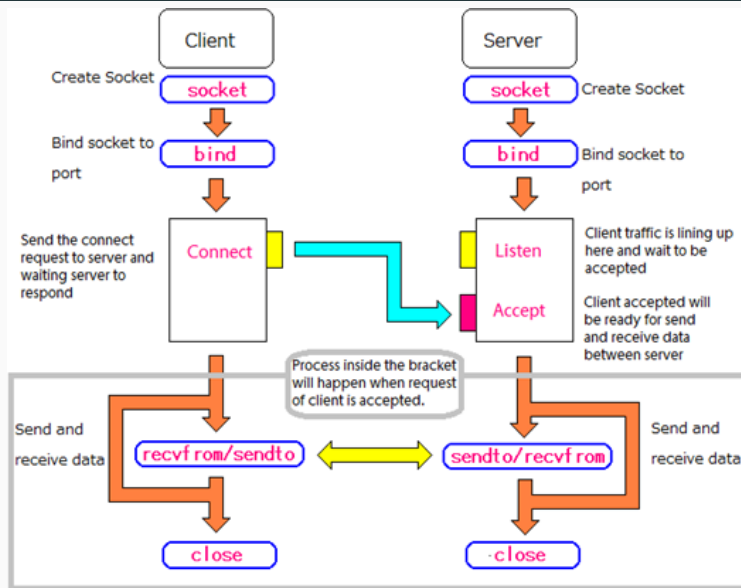 Client
Server
Create Socket
socket
socket
Create Socket
Bind socket to
port
bind
bind
Bind socket to
port
Send the connect
request to server and
waiting server to
respond
Connect
Listen
Accept
Client traffic is lining up
here and wait to be
accepted
Client accepted will
be ready for send
and receive data
between server
Process inside the bracket
will happen when request
of client is accepted.
Send and
receive data
recvfrom/sendto
sendto/recvfrom
Send and
receive data
close
close